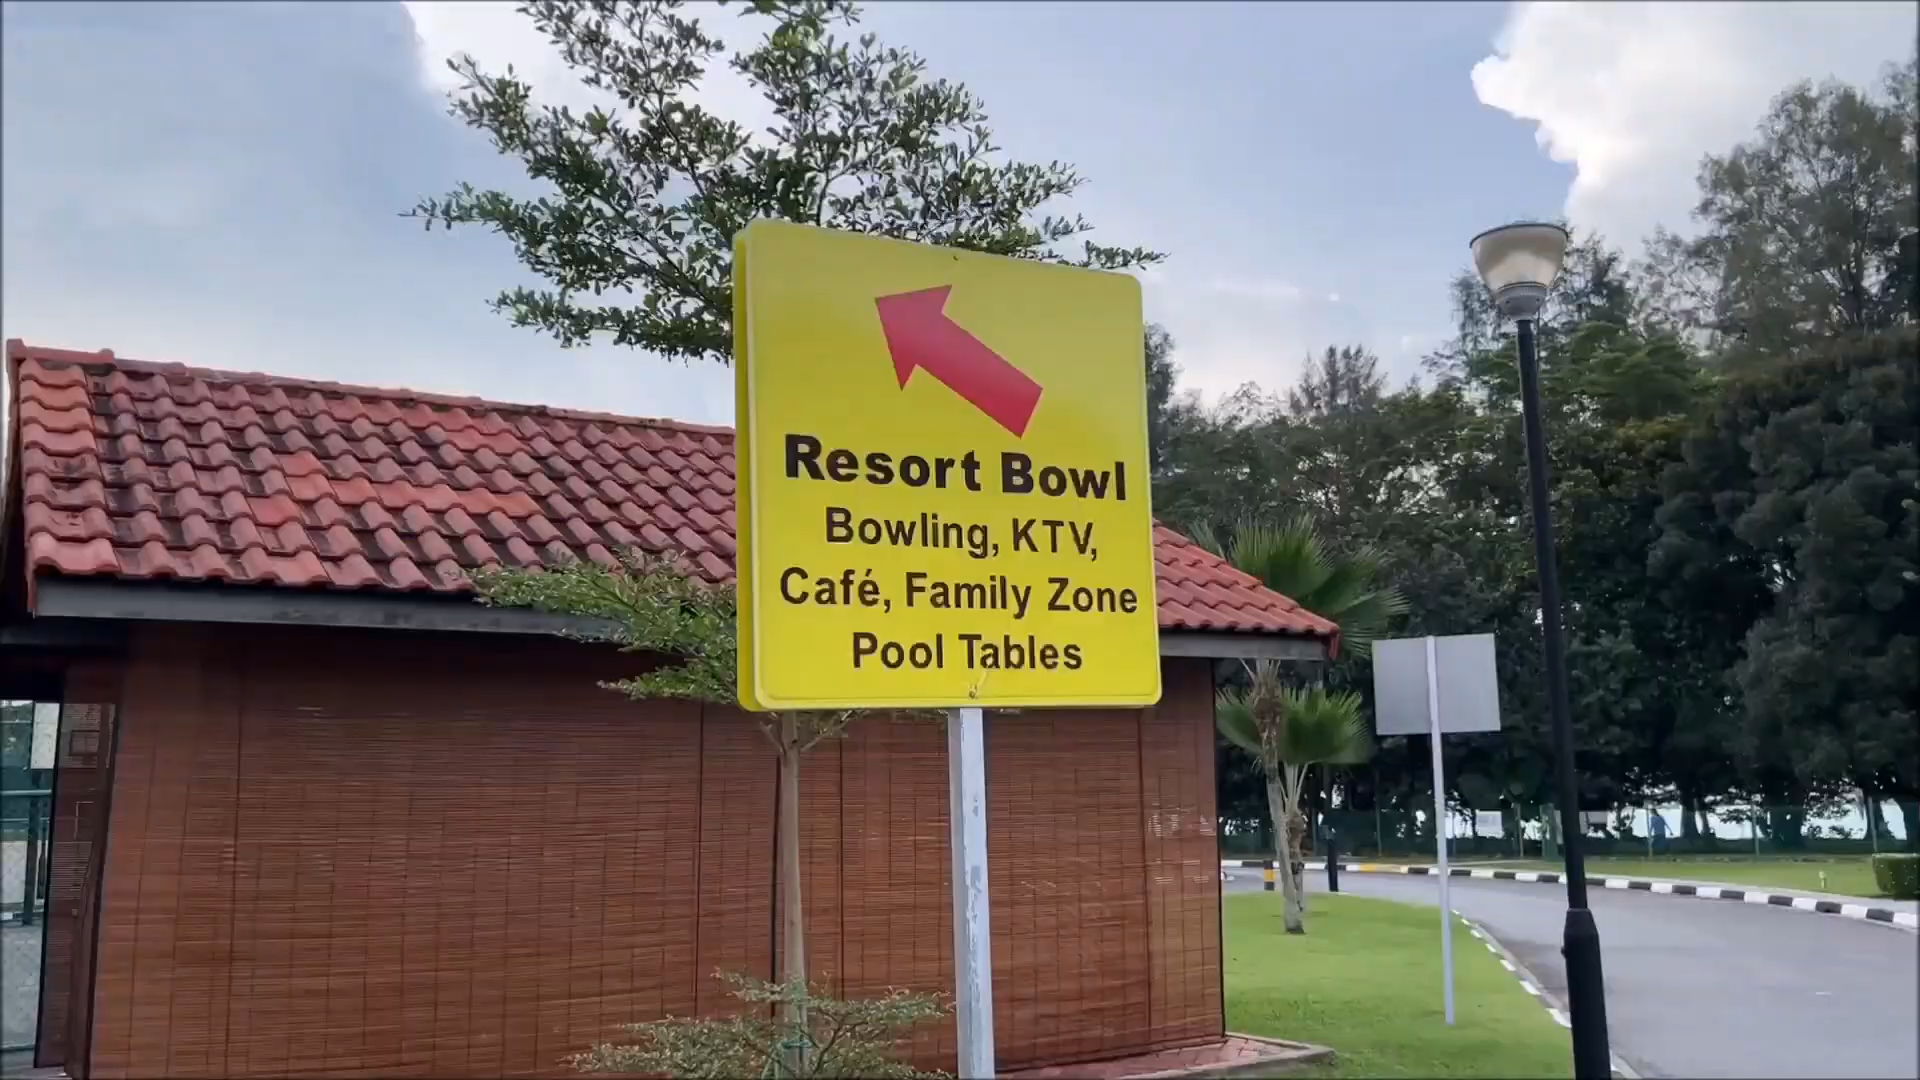 Resort Bowl
Bowling, KTV,
Café, Family Zone
Pool Tables